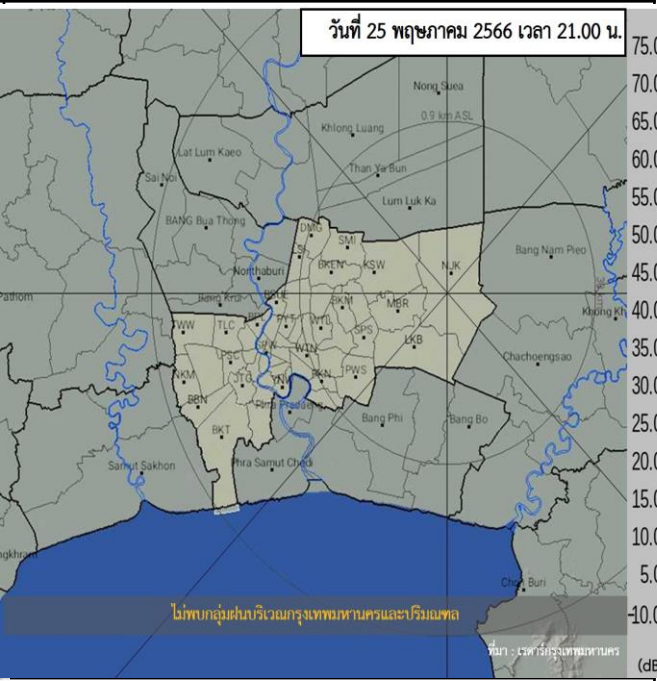 วันที่ 25 พฤษภาคม 2566 เวลา 21.00 น.
75.0
70.0
Nong Suea
65.0
0.9 km ASL
Khlong Luang
60.0
Lat Lum Kaeo
Than Ya Buri
55.0
Sai Noi
Lum Luk Ka
50.0
BANG Bua Thong
DMG
SMI
LSI
Bang Nam Pieo
45.0
Nonthaburi
BKEN
KSW
NJK
Pathom
Bang Krui
BSUE
BKM
MBR
40.0
TWW
TLC
BPL
PYT
WTL
SPS
LKB
35.0
PSC
WTN
Chachoengsao
NKM
JTG
YNW
PKN
PWS
30.0
BBN
Phra Pradaeng
Bang Phi
Bang Bo
25.0
BKT
Samut Sakhon
Phra Samut Chedi
20.0
15.0
10.0
5.0
Chon Buri
ไม่พบกลุ่มฝนบริเวณกรุงเทพมหานครและปริมณฑล
-10.0
ที่มา : เรดาร์กรุงเทพมหานคร